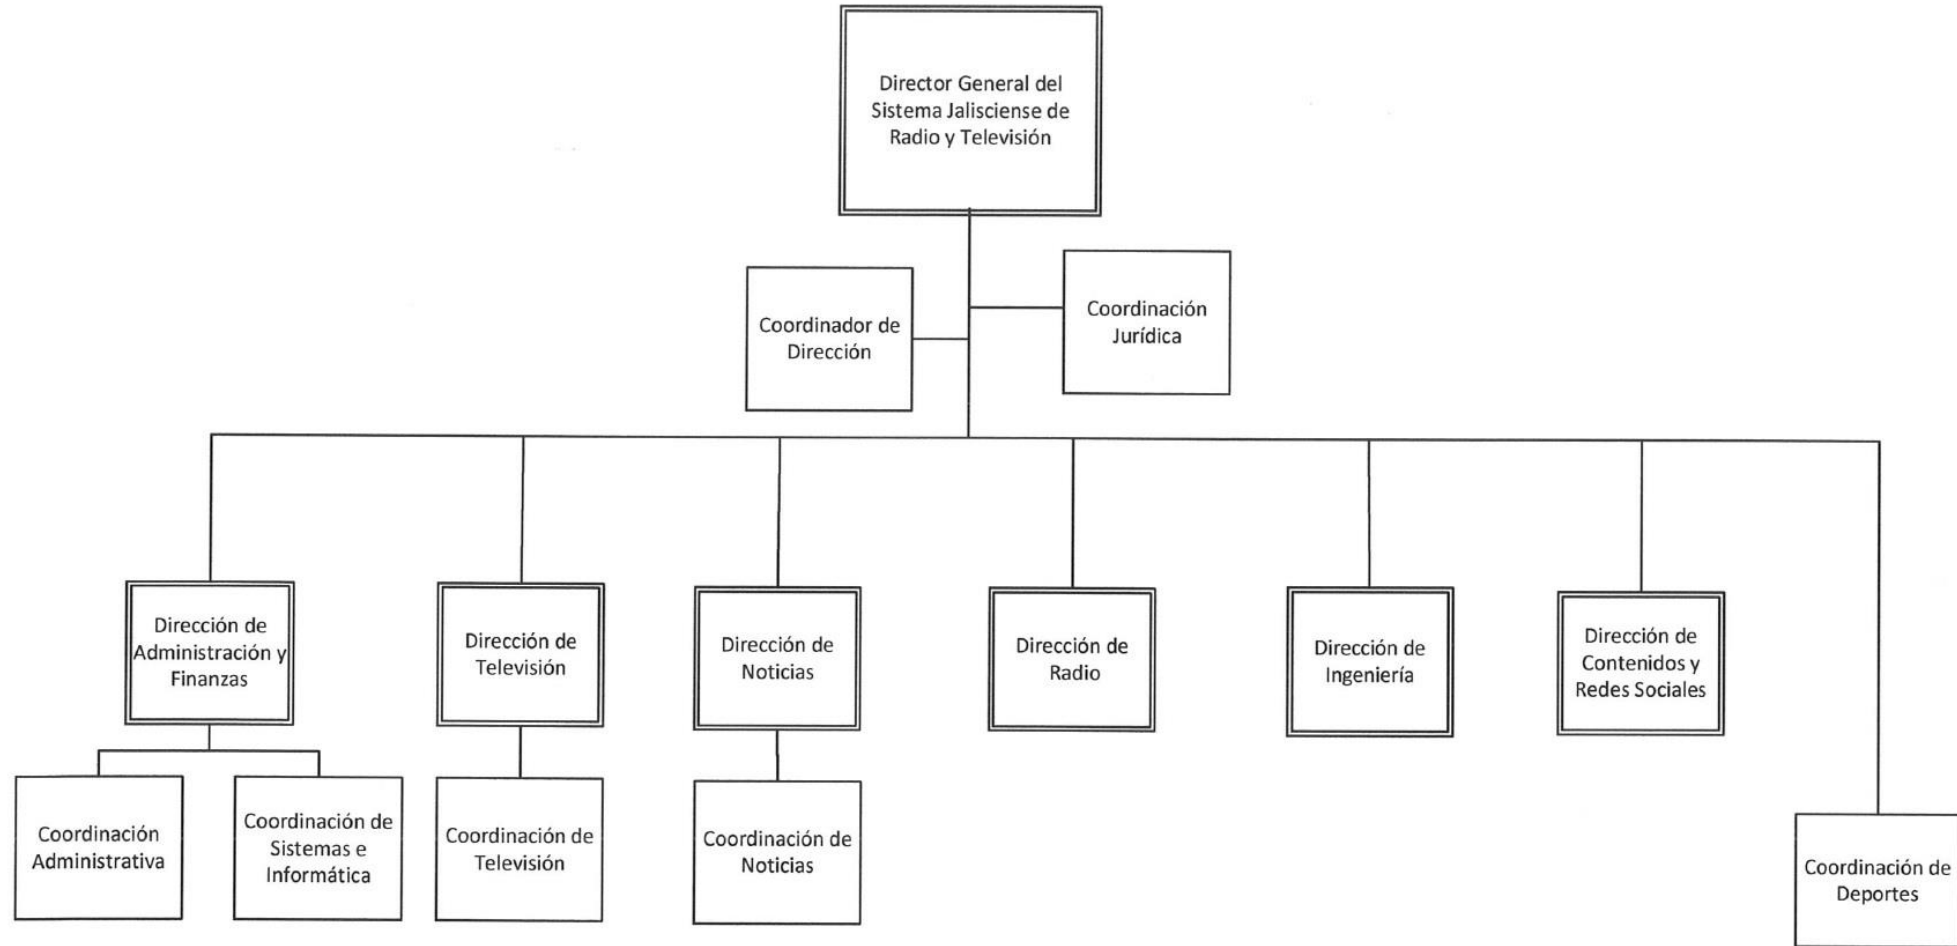 Director General del
Sistema Jalisciense de
Radio y Televisión
Coordinador de
Dirección
Coordinación
Jurídica
Dirección de
Administración y
Finanzas
Dirección de
Televisión
Dirección de
Noticias
Dirección de
Radio
Dirección de
Ingeniería
Dirección de
Contenidos y
Redes Sociales
Coordinación
Administrativa
Coordinación de
Sistemas e
Informática
Coordinación de
Televisión
Coordinación de
Noticias
Coordinación de
Deportes